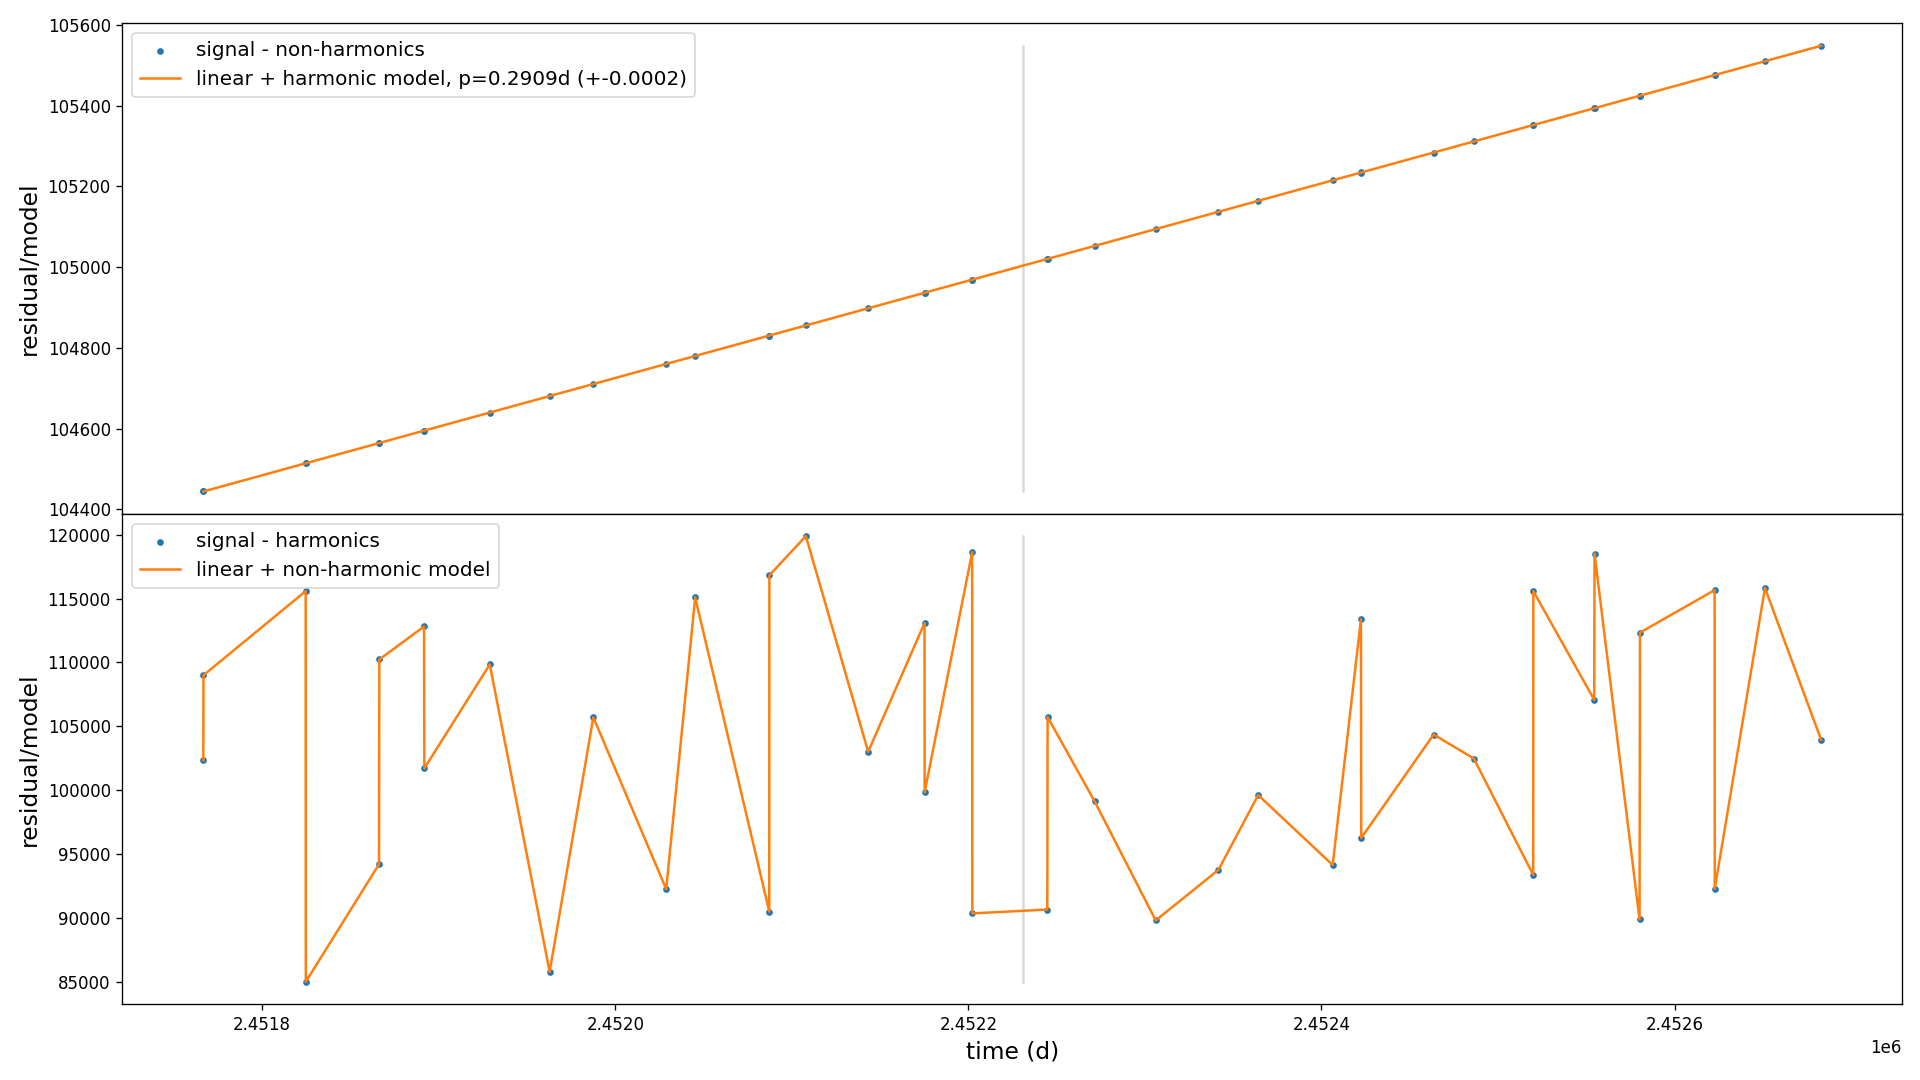 105600
105400
105200
105000
104800
104600
104400
residual/model
signal - non-harmonics
linear + harmonic model, p=0.2909d (+-0.0002)
120000
115000
110000
105000
100000
95000
90000
85000
residual/model
signal - harmonics
linear + non-harmonic model
2.4518 2.4520 2.4522 2.4524 2.4526
1e6
time (d)